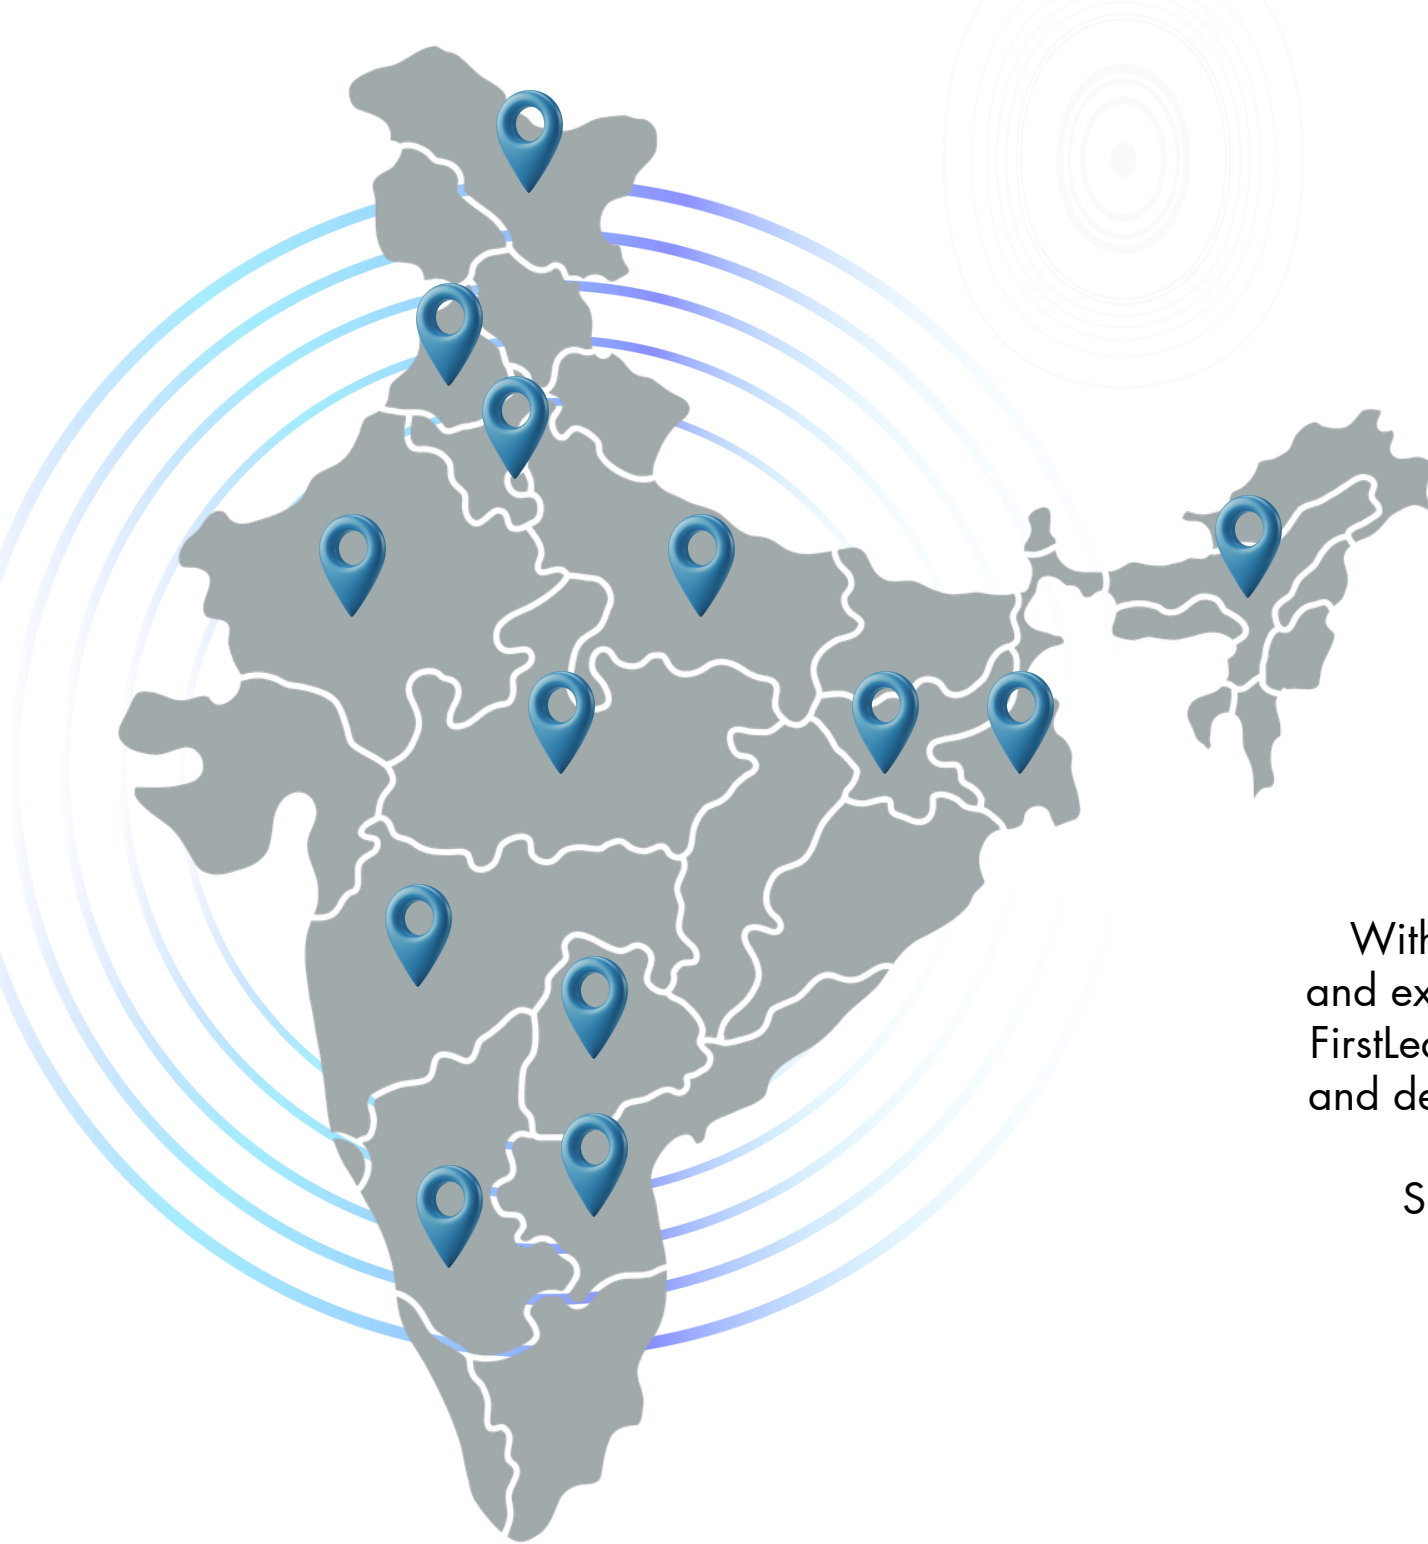 With
and ex
FirstLea
and de
S